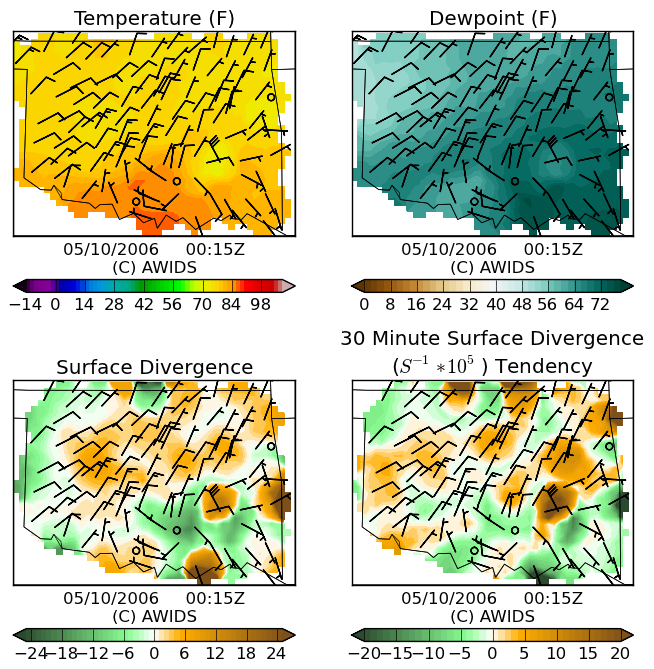 Temperature (F)
Dewpoint (F)
05/10/2006 00:15Z
(C) AWIDS
05/10/2006 00:15Z
(C) AWIDS
−14 0 14 28 42 56 70 84 98
0 8 16 24 32 40 48 56 64 72
Surface Divergence
30 Minute Surface Divergence
(S⁻¹ *10⁵ ) Tendency
05/10/2006 00:15Z
(C) AWIDS
05/10/2006 00:15Z
(C) AWIDS
−24 −18 −12 −6 0 6 12 18 24
−20 −15 −10 −5 0 5 10 15 20